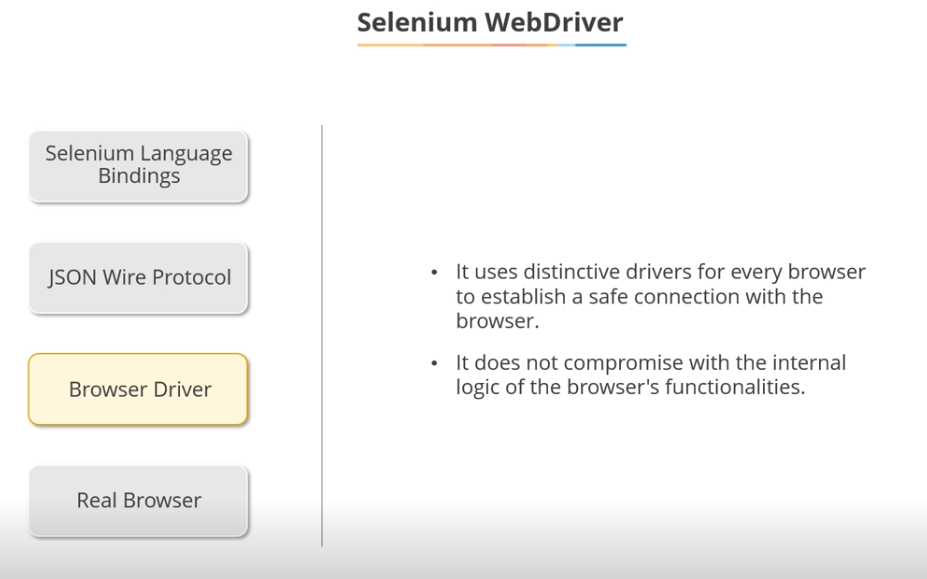 Selenium WebDriver
Selenium Language
Bindings
JSON Wire Protocol
Browser Driver
Real Browser
• It uses distinctive drivers for every browser
to establish a safe connection with the
browser.
• It does not compromise with the internal
logic of the browser's functionalities.